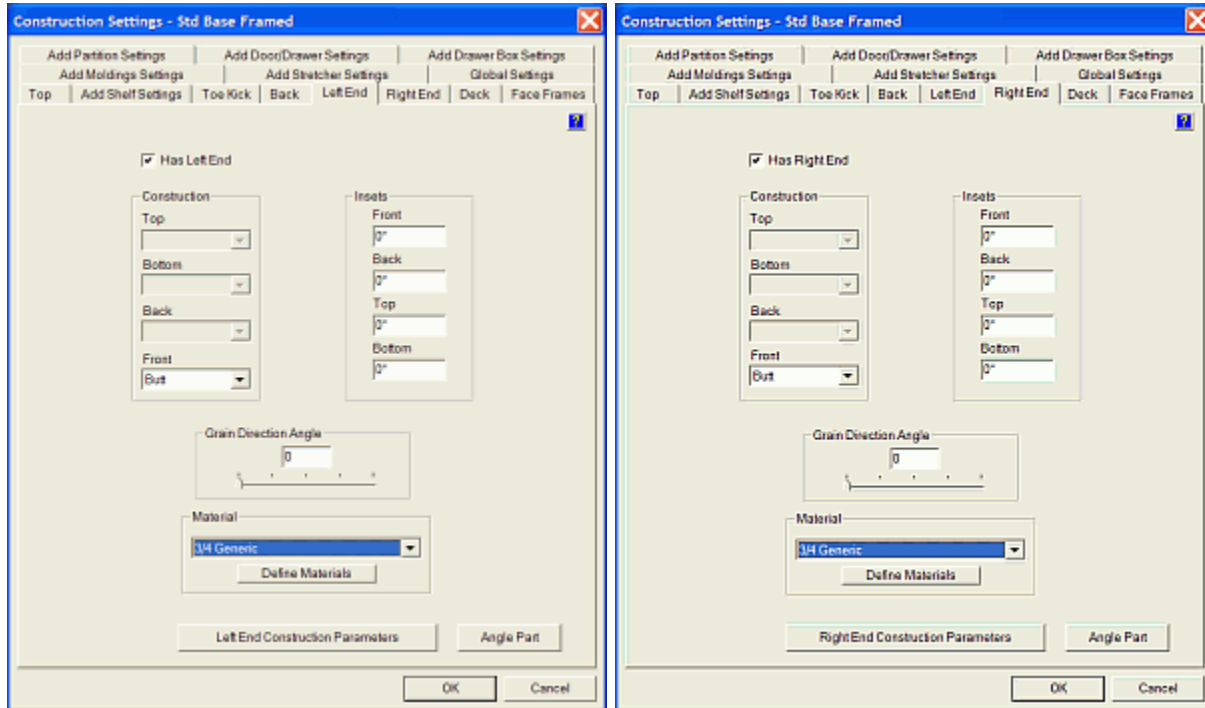 Construction Settings - Std Base Framed
Add Partition Settings Add Door/Drawer Settings Add Drawer Box Settings
Add Moldings Settings Add Stretcher Settings Global Settings
Top Add Shelf Settings Toe Kick Back Left End Right End Deck Face Frames
?
Has Left End
Construction Insets
Top Front
0"
Bottom Back
0"
Back Top
0"
Front Bottom
Butt 0"
Grain Direction Angle
0
Material
3/4 Generic
Define Materials
Left End Construction Parameters Angle Part
OK Cancel
Construction Settings - Std Base Framed
Add Partition Settings Add Door/Drawer Settings Add Drawer Box Settings
Add Moldings Settings Add Stretcher Settings Global Settings
Top Add Shelf Settings Toe Kick Back Left End Right End Deck Face Frames
?
Has Right End
Construction Insets
Top Front
0"
Bottom Back
0"
Back Top
0"
Front Bottom
Butt 0"
Grain Direction Angle
0
Material
3/4 Generic
Define Materials
Right End Construction Parameters Angle Part
OK Cancel